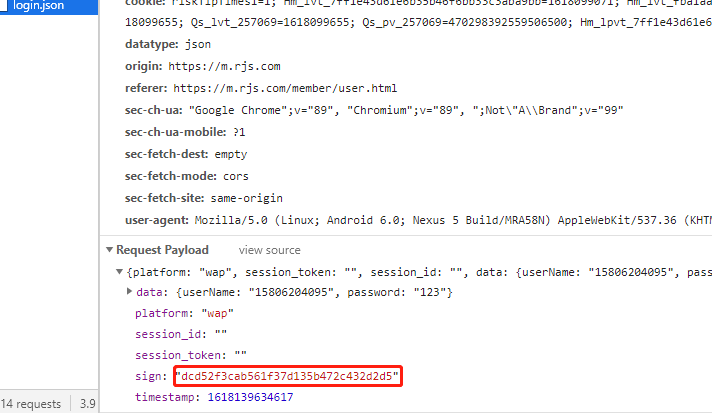 login.json
cookie: riskTipTimes1=1; Hm_lvt_7ff1e43d61e6b35b46f6bb33c3aba9bb=1618099071; Hm_lvt_fba1aa
18099655; Qs_lvt_257069=1618099655; Qs_pv_257069=470298392559506500; Hm_lpvt_7ff1e43d61e6
datatype: json
origin: https://m.rjs.com
referer: https://m.rjs.com/member/user.html
sec-ch-ua: "Google Chrome";v="89", "Chromium";v="89", ";Not\"A\\Brand";v="99"
sec-ch-ua-mobile: ?1
sec-fetch-dest: empty
sec-fetch-mode: cors
sec-fetch-site: same-origin
user-agent: Mozilla/5.0 (Linux; Android 6.0; Nexus 5 Build/MRA58N) AppleWebKit/537.36 (KHTM
Request Payload view source
{platform: "wap", session_token: "", session_id: "", data: {userName: "15806204095", pass
data: {userName: "15806204095", password: "123"}
platform: "wap"
session_id: ""
session_token: ""
sign: "dcd52f3cab561f37d135b472c432d2d5"
timestamp: 1618139634617
14 requests 3.9